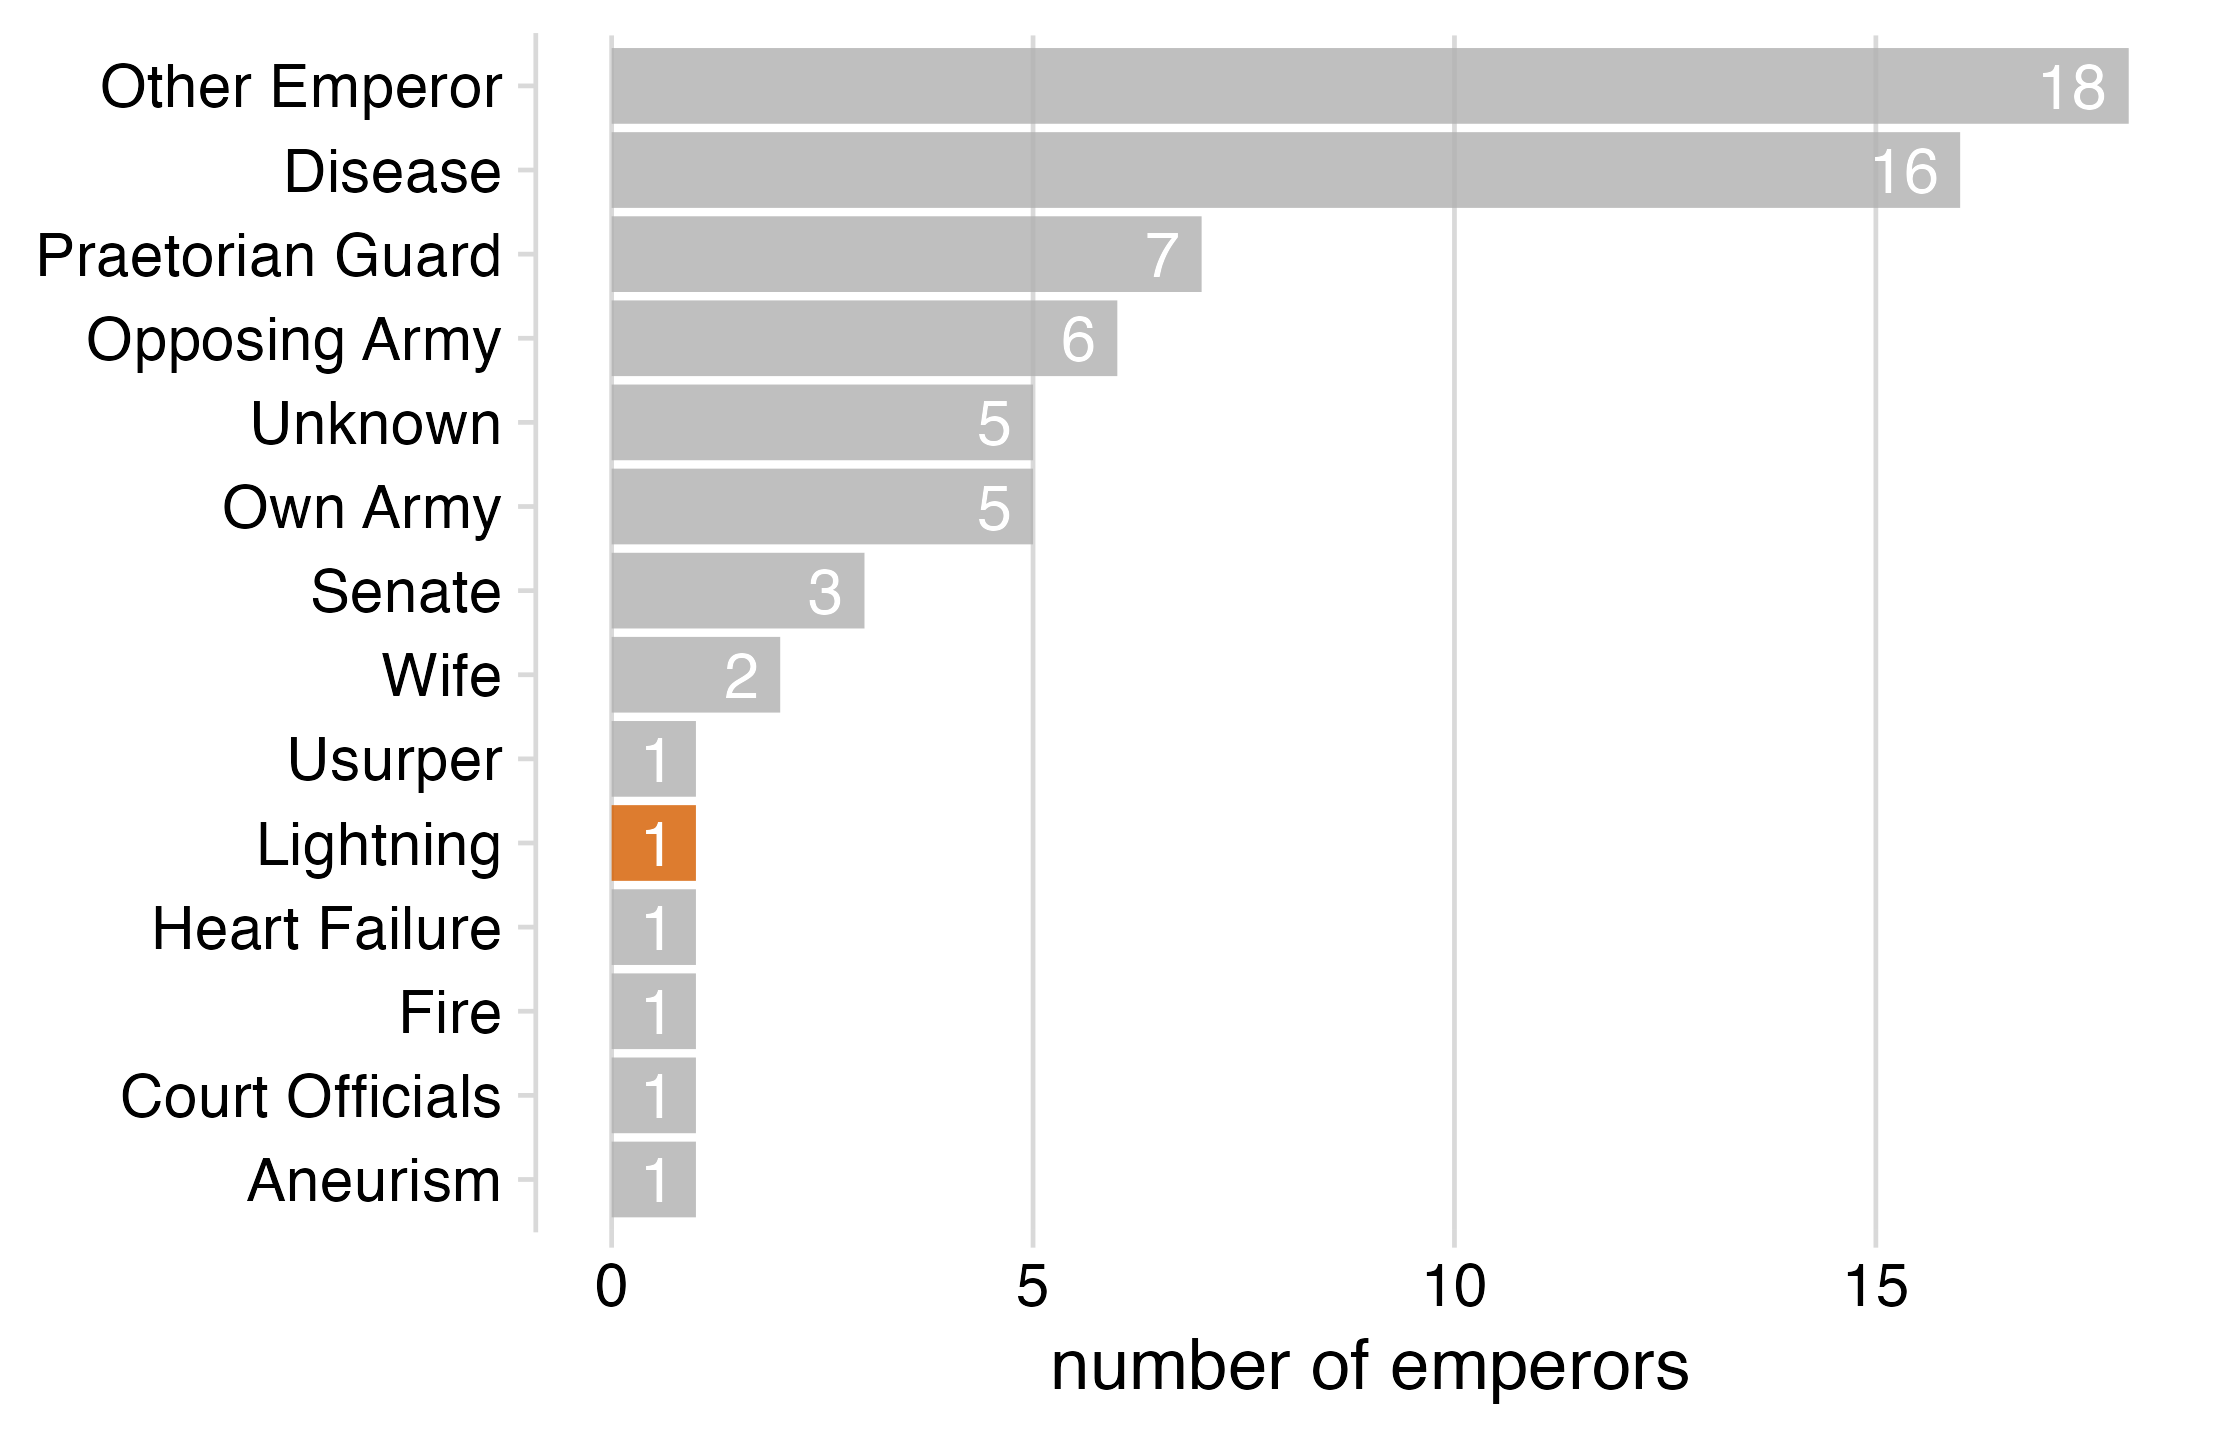 Other Emperor 18
Disease 16
Praetorian Guard 7
Opposing Army 6
Unknown 5
Own Army 5
Senate 3
Wife 2
Usurper 1
Lightning 1
Heart Failure 1
Fire 1
Court Officials 1
Aneurism 1
0 5 10 15
number of emperors